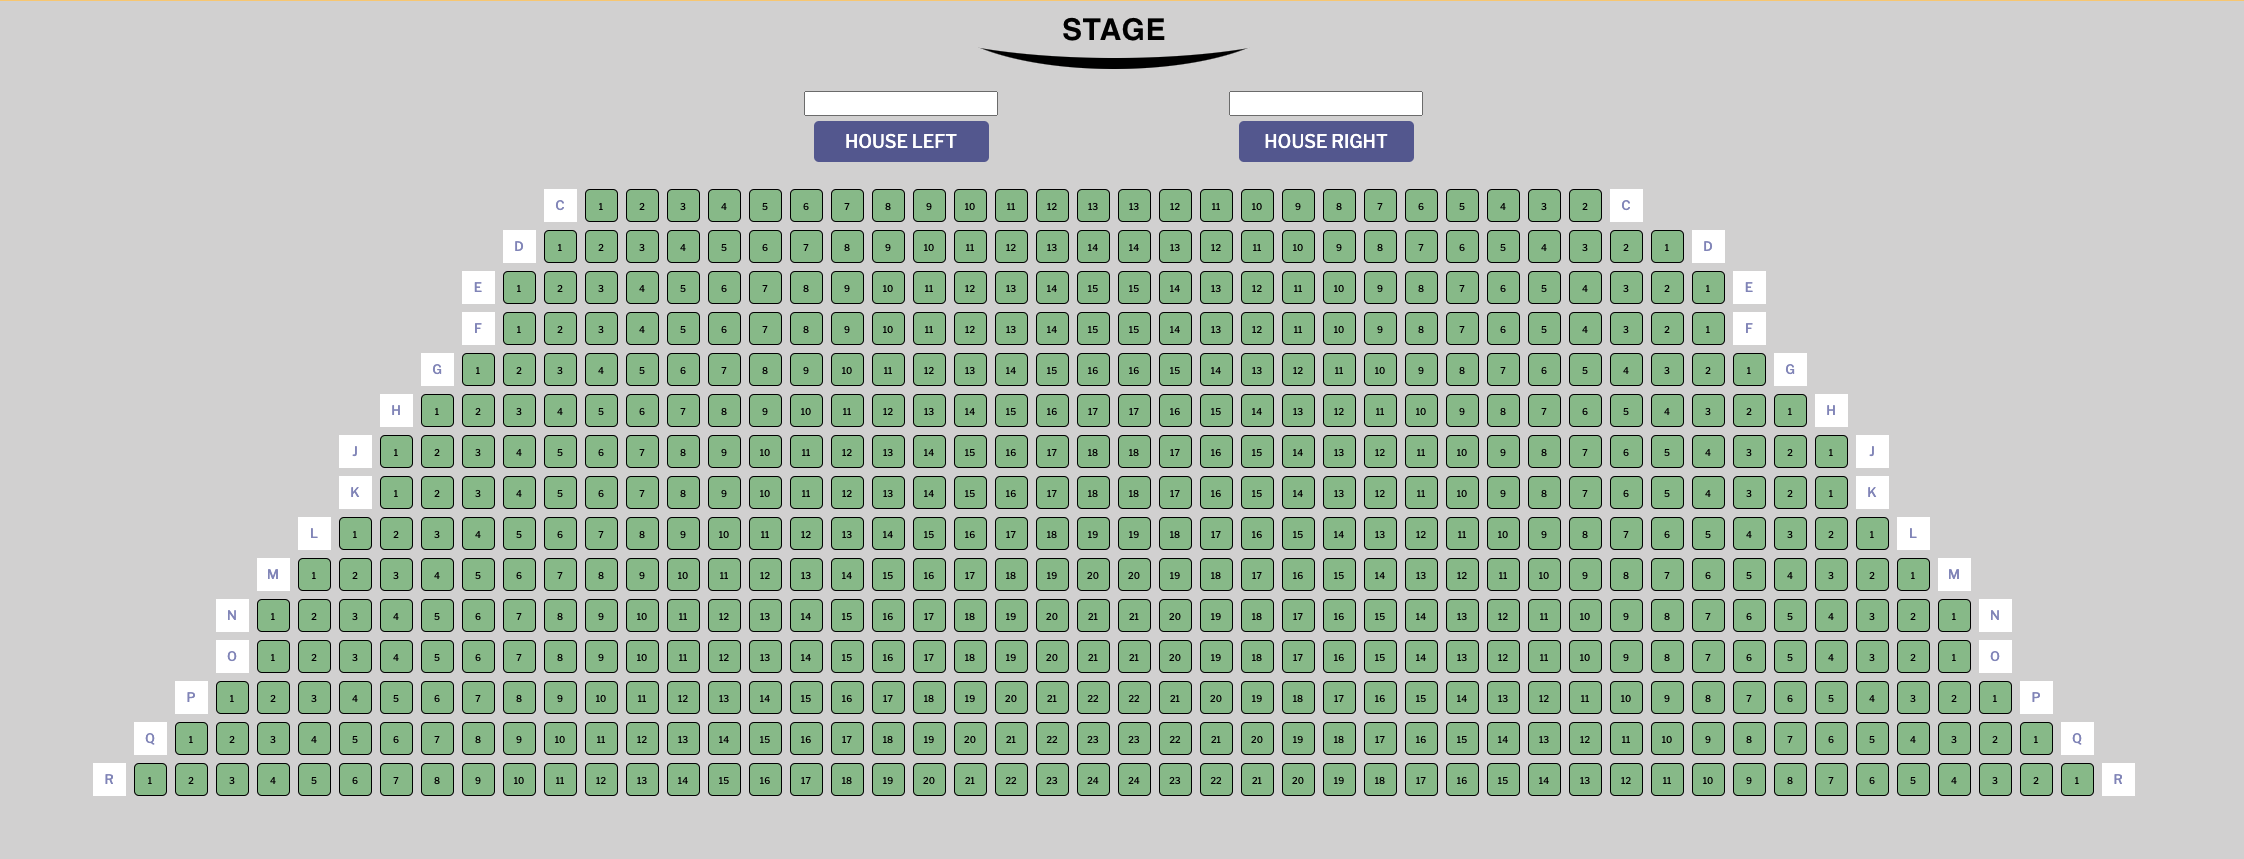 STAGE
HOUSE LEFT HOUSE RIGHT
C 1 2 3 4 5 6 7 8 9 10 11 12 13 13 12 11 10 9 8 7 6 5 4 3 2 C
D 1 2 3 4 5 6 7 8 9 10 11 12 13 14 14 13 12 11 10 9 8 7 6 5 4 3 2 1 D
E 1 2 3 4 5 6 7 8 9 10 11 12 13 14 15 15 14 13 12 11 10 9 8 7 6 5 4 3 2 1 E
F 1 2 3 4 5 6 7 8 9 10 11 12 13 14 15 15 14 13 12 11 10 9 8 7 6 5 4 3 2 1 F
G 1 2 3 4 5 6 7 8 9 10 11 12 13 14 15 16 16 15 14 13 12 11 10 9 8 7 6 5 4 3 2 1 G
H 1 2 3 4 5 6 7 8 9 10 11 12 13 14 15 16 17 17 16 15 14 13 12 11 10 9 8 7 6 5 4 3 2 1 H
J 1 2 3 4 5 6 7 8 9 10 11 12 13 14 15 16 17 18 18 17 16 15 14 13 12 11 10 9 8 7 6 5 4 3 2 1 J
K 1 2 3 4 5 6 7 8 9 10 11 12 13 14 15 16 17 18 18 17 16 15 14 13 12 11 10 9 8 7 6 5 4 3 2 1 K
L 1 2 3 4 5 6 7 8 9 10 11 12 13 14 15 16 17 18 19 19 18 17 16 15 14 13 12 11 10 9 8 7 6 5 4 3 2 1 L
M 1 2 3 4 5 6 7 8 9 10 11 12 13 14 15 16 17 18 19 20 20 19 18 17 16 15 14 13 12 11 10 9 8 7 6 5 4 3 2 1 M
N 1 2 3 4 5 6 7 8 9 10 11 12 13 14 15 16 17 18 19 20 21 21 20 19 18 17 16 15 14 13 12 11 10 9 8 7 6 5 4 3 2 1 N
O 1 2 3 4 5 6 7 8 9 10 11 12 13 14 15 16 17 18 19 20 21 21 20 19 18 17 16 15 14 13 12 11 10 9 8 7 6 5 4 3 2 1 O
P 1 2 3 4 5 6 7 8 9 10 11 12 13 14 15 16 17 18 19 20 21 22 22 21 20 19 18 17 16 15 14 13 12 11 10 9 8 7 6 5 4 3 2 1 P
Q 1 2 3 4 5 6 7 8 9 10 11 12 13 14 15 16 17 18 19 20 21 22 23 23 22 21 20 19 18 17 16 15 14 13 12 11 10 9 8 7 6 5 4 3 2 1 Q
R 1 2 3 4 5 6 7 8 9 10 11 12 13 14 15 16 17 18 19 20 21 22 23 24 24 23 22 21 20 19 18 17 16 15 14 13 12 11 10 9 8 7 6 5 4 3 2 1 R